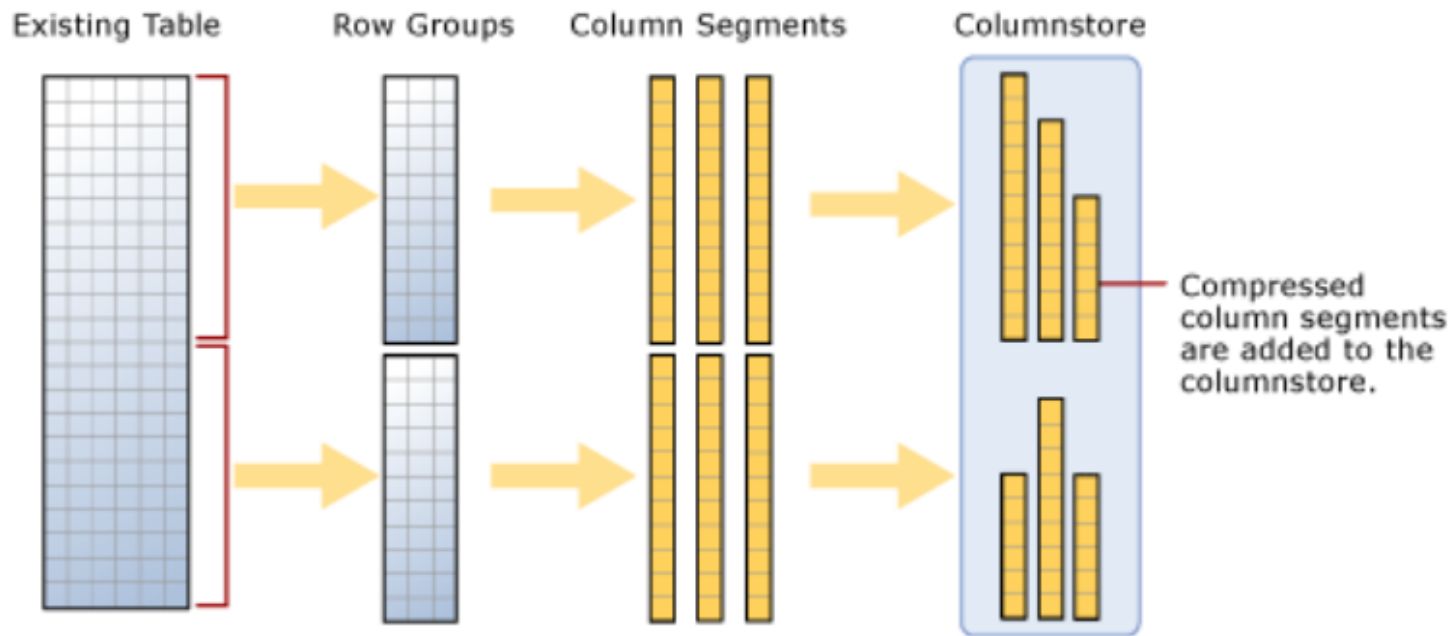 Existing Table
Row Groups
Column Segments
Columnstore
Compressed
column segments
are added to the
columnstore.